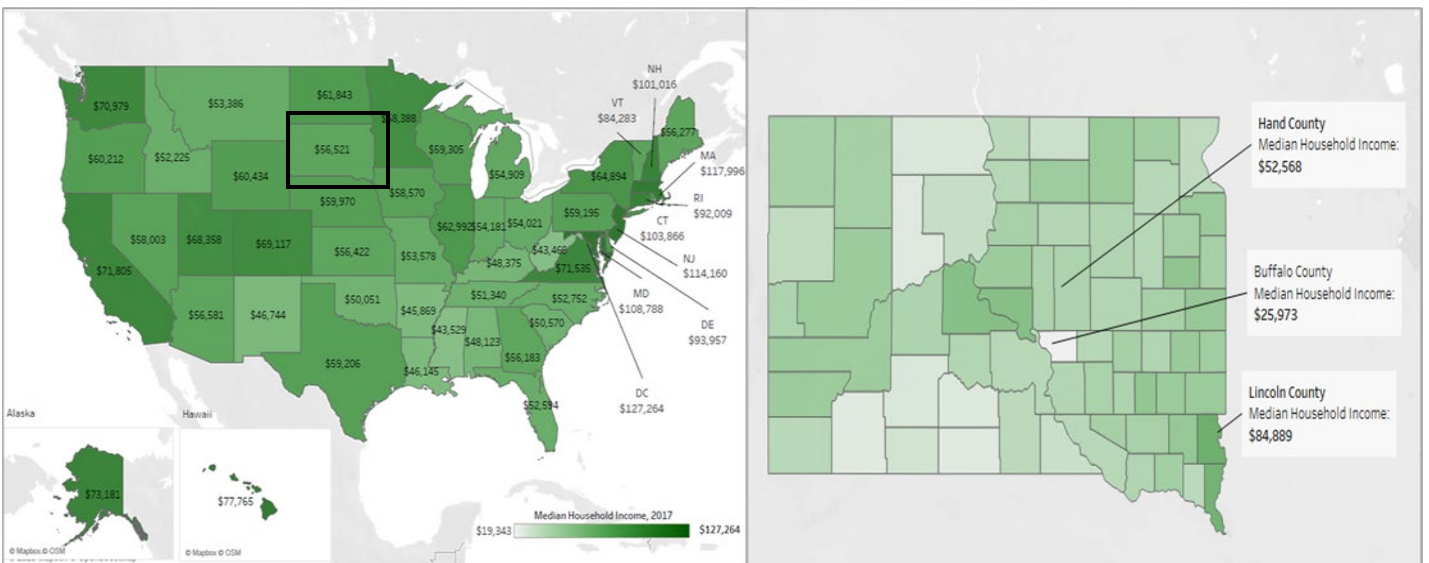 NH
$101,016
VT
$84,283
$70,979
$53,386
$61,843
$68,388
$56,277
$60,212
$52,225
$56,521
$59,305
MA
$117,996
$60,434
$54,909
$64,894
$58,570
RI
$92,009
$59,970
$59,195
CT
$103,866
$58,003
$68,358
$69,117
$62,992
$54,181
$54,021
$43,469
$56,422
$53,578
$48,375
$71,535
NJ
$114,160
$71,805
$50,051
$51,340
$52,752
MD
$108,788
$56,581
$46,744
$45,869
$50,570
$43,529
$48,123
DE
$93,957
$59,206
$56,183
$46,145
$52,594
DC
$127,264
Alaska
Hawaii
$73,181
$77,765
Median Household Income, 2017
$19,343
$127,264
© Mapbox © OSM
© Mapbox © OSM
Hand County
Median Household Income:
$52,568
Buffalo County
Median Household Income:
$25,973
Lincoln County
Median Household Income:
$84,889